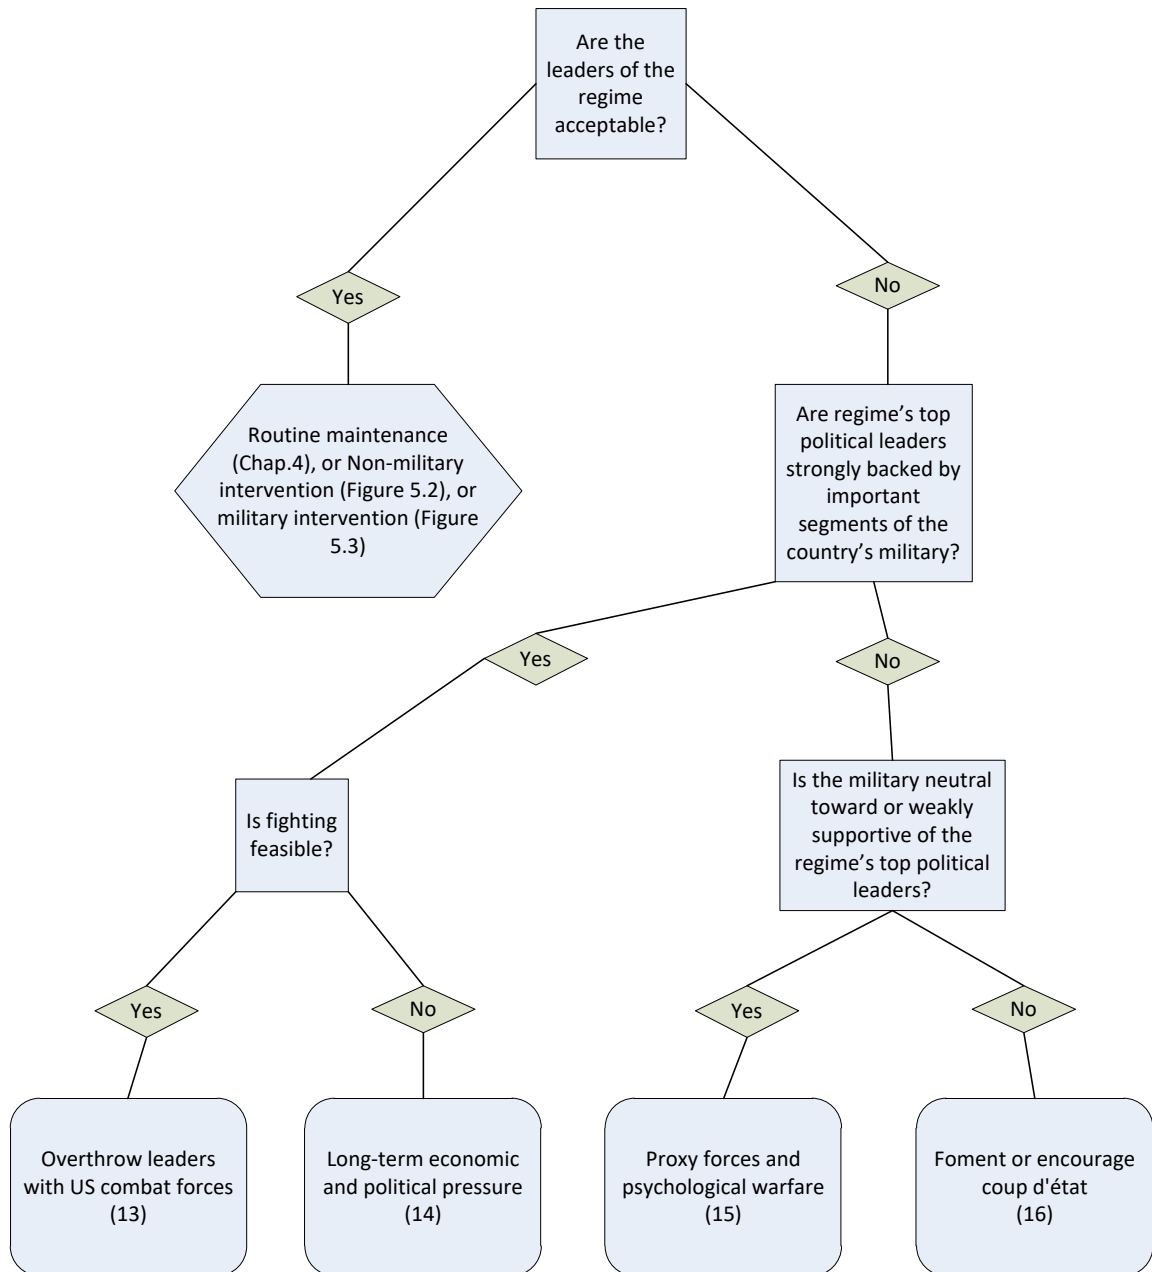 Are the
leaders of the
regime
acceptable?
Yes
No
Routine maintenance
(Chap.4), or Non-military
intervention (Figure 5.2), or
military intervention (Figure
5.3)
Are regime’s top
political leaders
strongly backed by
important
segments of the
country’s military?
Yes
No
Is fighting
feasible?
Is the military neutral
toward or weakly
supportive of the
regime’s top political
leaders?
Yes
No
Yes
No
Overthrow leaders
with US combat forces
(13)
Long-term economic
and political pressure
(14)
Proxy forces and
psychological warfare
(15)
Foment or encourage
coup d'état
(16)